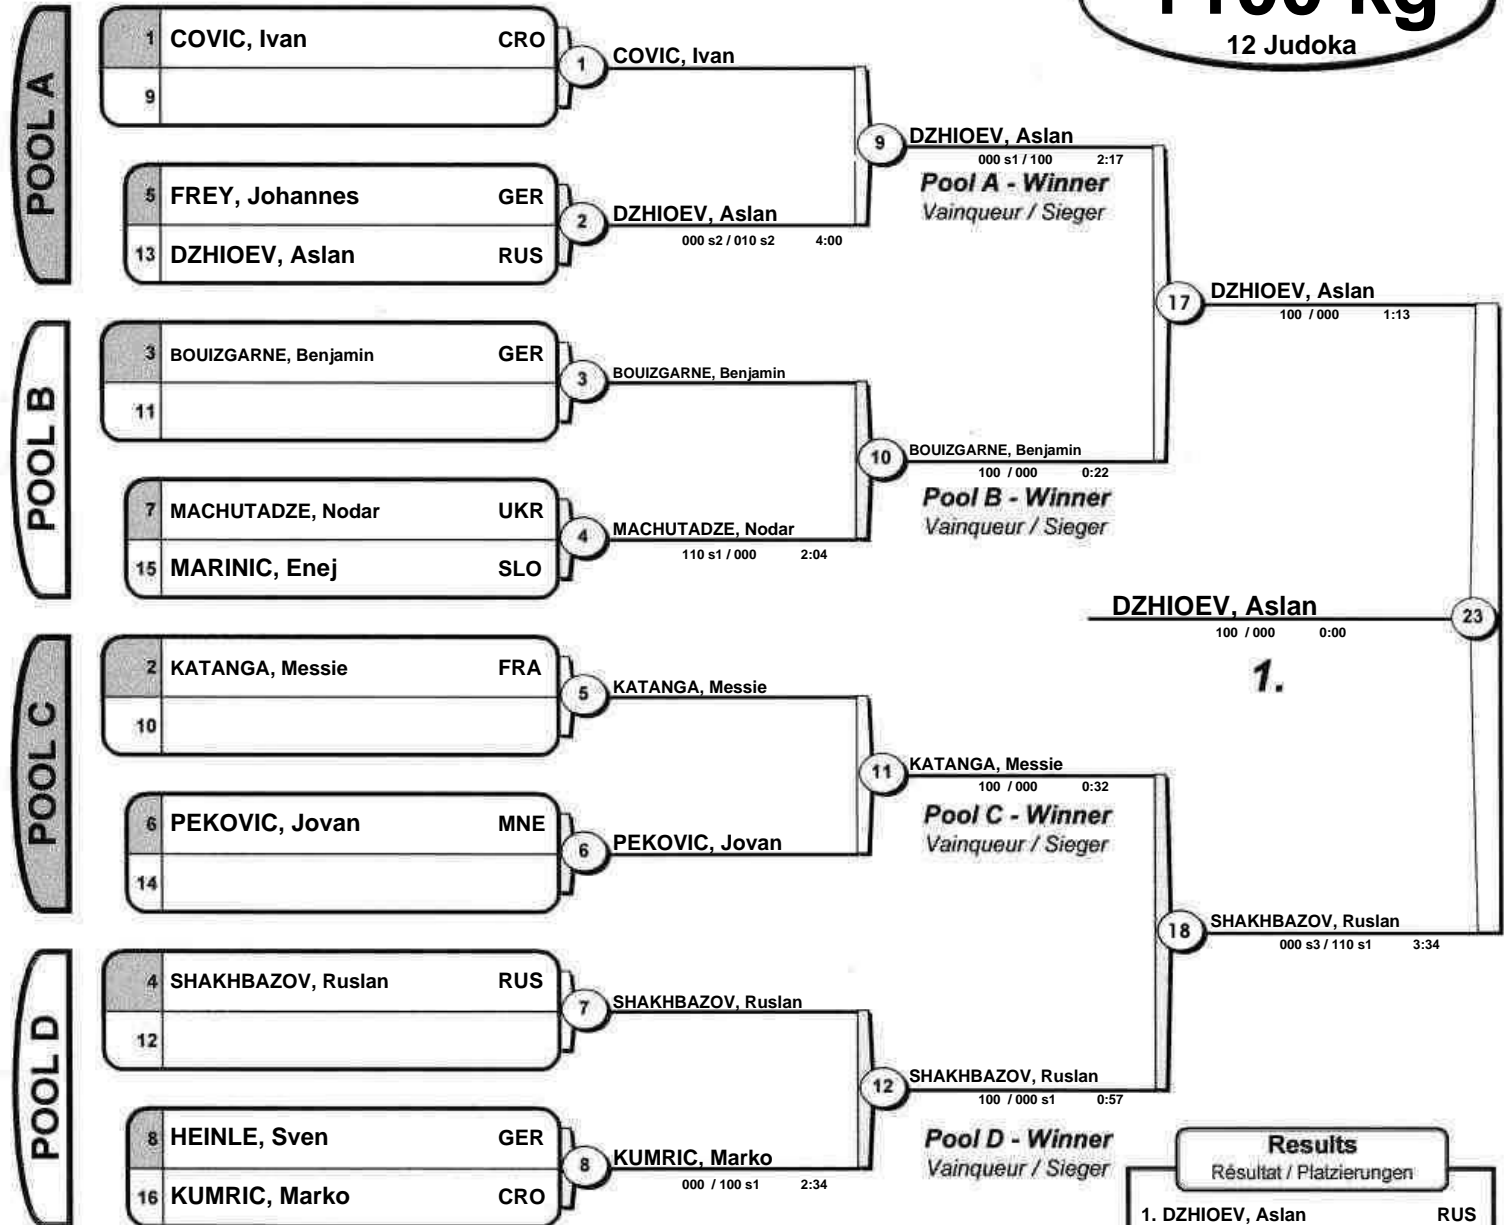 1100 kg
12 Judoka
POOL A
1 COVIC, Ivan CRO
9
1
COVIC, Ivan
5 FREY, Johannes GER
13 DZHIOEV, Aslan RUS
2
DZHIOEV, Aslan
000 s2 / 010 s2 4:00
9
DZHIOEV, Aslan
000 s1 / 100 2:17
Pool A - Winner
Vainqueur / Sieger
POOL B
3 BOUIZGARNE, Benjamin GER
11
3
BOUIZGARNE, Benjamin
7 MACHUTADZE, Nodar UKR
15 MARINIC, Enej SLO
4
MACHUTADZE, Nodar
110 s1 / 000 2:04
10
BOUIZGARNE, Benjamin
100 / 000 0:22
Pool B - Winner
Vainqueur / Sieger
17
DZHIOEV, Aslan
100 / 000 1:13
DZHIOEV, Aslan
23
100 / 000 0:00
1.
POOL C
2 KATANGA, Messie FRA
10
5
KATANGA, Messie
6 PEKOVIC, Jovan MNE
14
6
PEKOVIC, Jovan
11
KATANGA, Messie
100 / 000 0:32
Pool C - Winner
Vainqueur / Sieger
18
SHAKHBAZOV, Ruslan
000 s3 / 110 s1 3:34
POOL D
4 SHAKHBAZOV, Ruslan RUS
12
7
SHAKHBAZOV, Ruslan
8 HEINLE, Sven GER
16 KUMRIC, Marko CRO
8
KUMRIC, Marko
000 / 100 s1 2:34
12
SHAKHBAZOV, Ruslan
100 / 000 s1 0:57
Pool D - Winner
Vainqueur / Sieger
Results
Résultat / Platzierungen
1. DZHIOEV, Aslan RUS